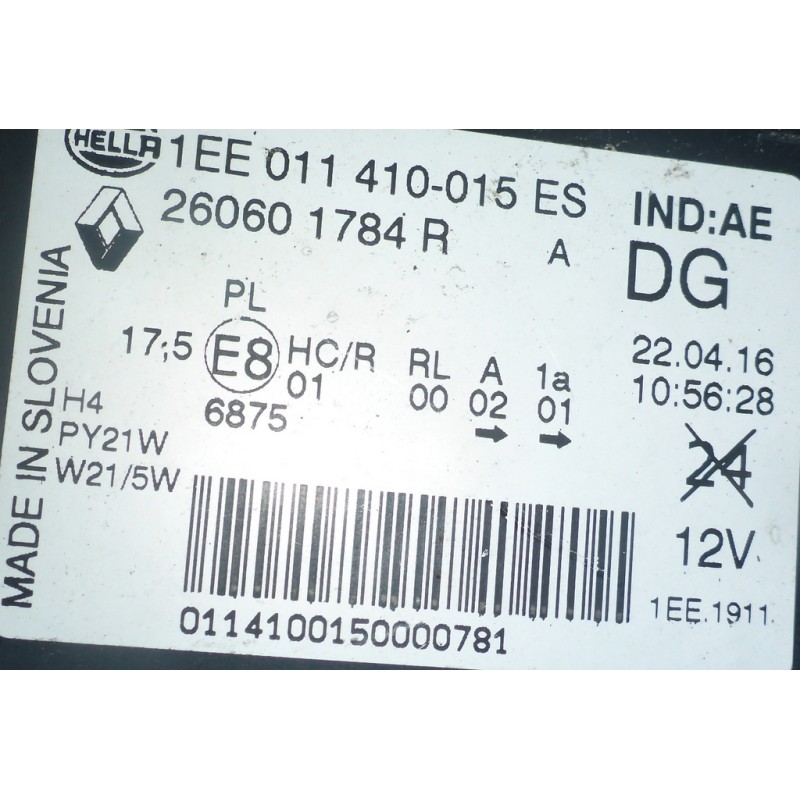 HELLA
1EE 011 410-015 ES
IND:AE
26060 1784 R
A
DG
PL
17;5 E8 HC/R 01 RL 00 A 02 1a 01
6875
22.04.16
10:56:28
H4
PY21W
W21/5W
24
12V
1EE.1911.
01141001500000781
MADE IN SLOVENIA